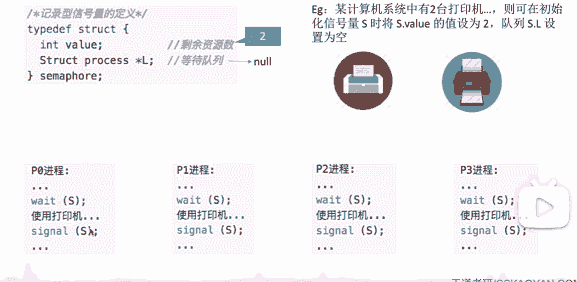 /*记录型信号量的定义*/
typedef struct {
int value; //剩余资源数
Struct process *L; //等待队列
} semaphore;
2
null
Eg：某计算机系统中有2台打印机...，则可在初始
化信号量 S 时将 S.value 的值设为 2，队列 S.L 设
置为空
P0进程:
...
wait (S);
使用打印机...
signal (S);
...
P1进程:
...
wait (S);
使用打印机...
signal (S);
...
P2进程:
...
wait (S);
使用打印机...
signal (S);
...
P3进程:
...
wait (S);
使用打印机...
signal (S);
...